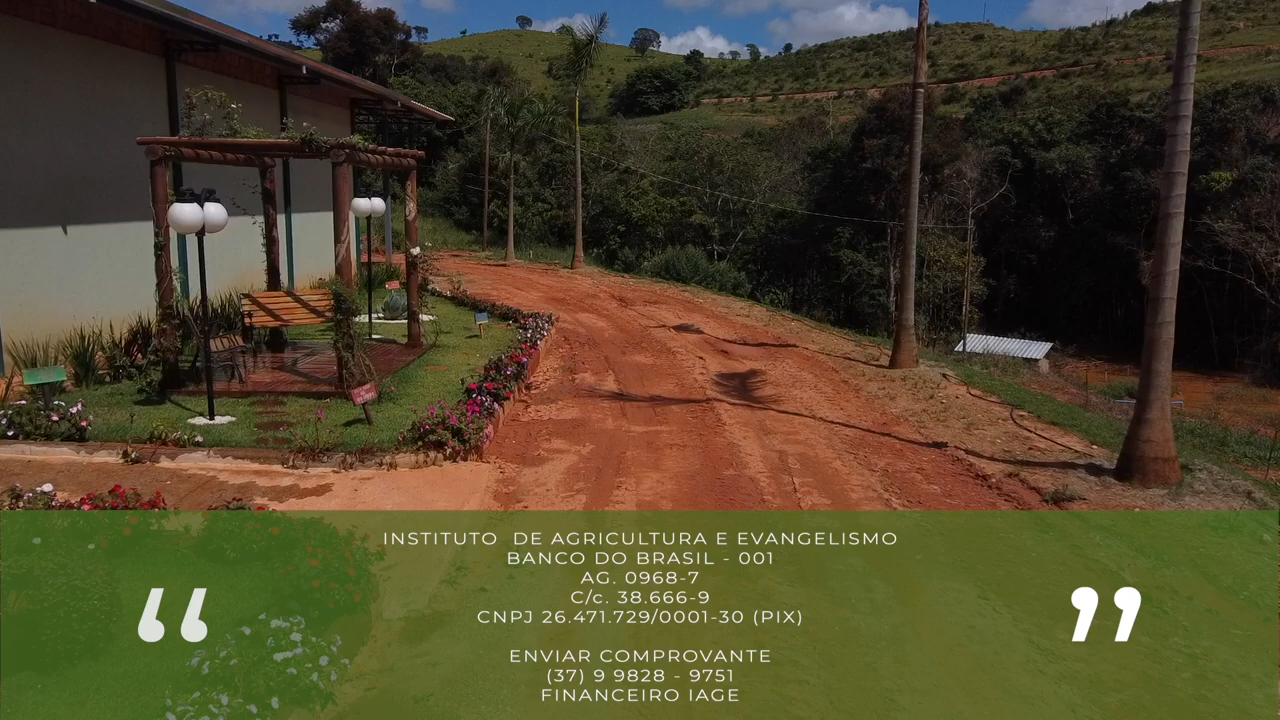 INSTITUTO DE AGRICULTURA E EVANGELISMO
BANCO DO BRASIL - 001
AG. 0968-7
C/c. 38.666-9
CNPJ 26.471.729/0001-30 (PIX)
“ ”
ENVIAR COMPROVANTE
(37) 9 9828 - 9751
FINANCEIRO IAGE